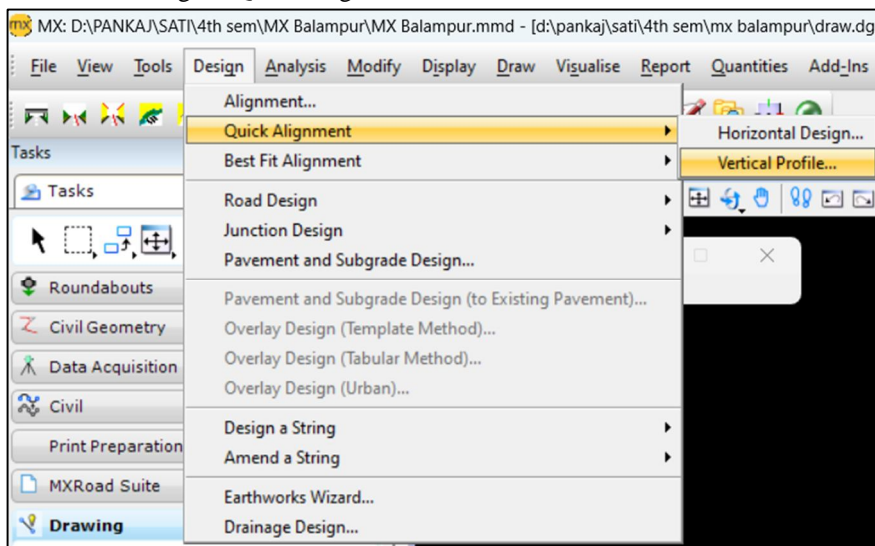 MX: D:\PANKAJ\SATI\4th sem\MX Balampur\MX Balampur.mmd - [d:\pankaj\sati\4th sem\mx balampur\draw.dg
File View Tools Design Analysis Modify Display Draw Visualise Report Quantities Add-Ins
Alignment...
Quick Alignment
Horizontal Design...
Tasks
Best Fit Alignment
Vertical Profile...
Tasks
Road Design
Junction Design
Pavement and Subgrade Design...
Roundabouts
Pavement and Subgrade Design (to Existing Pavement)...
Civil Geometry
Overlay Design (Template Method)...
Data Acquisition
Overlay Design (Tabular Method)...
Overlay Design (Urban)...
Civil
Design a String
Print Preparation
Amend a String
MXRoad Suite
Earthworks Wizard...
Drawing
Drainage Design...